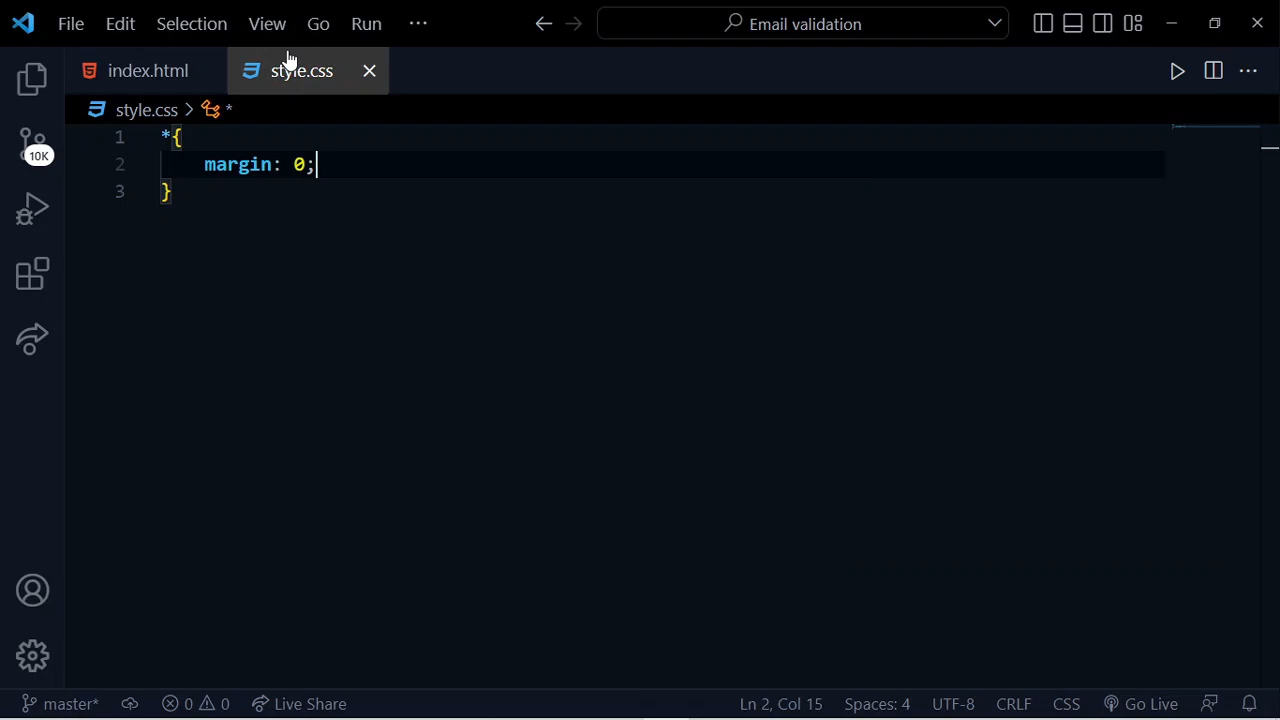 File Edit Selection View Go Run ··· Email validation
index.html style.css
style.css > *
1 *{
2 margin: 0;
3 }
10K
master* 0 0 Live Share Ln 2, Col 15 Spaces: 4 UTF-8 CRLF CSS Go Live